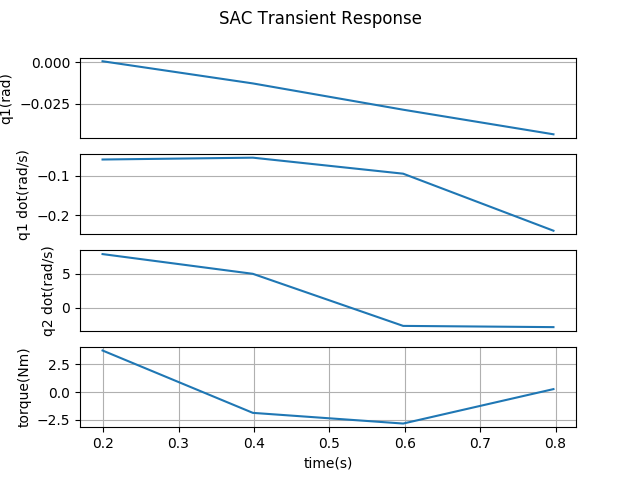 SAC Transient Response
0.000
−0.025
q1(rad)
−0.1
−0.2
q1 dot(rad/s)
5
0
q2 dot(rad/s)
2.5
0.0
−2.5
torque(Nm)
0.2 0.3 0.4 0.5 0.6 0.7 0.8
time(s)